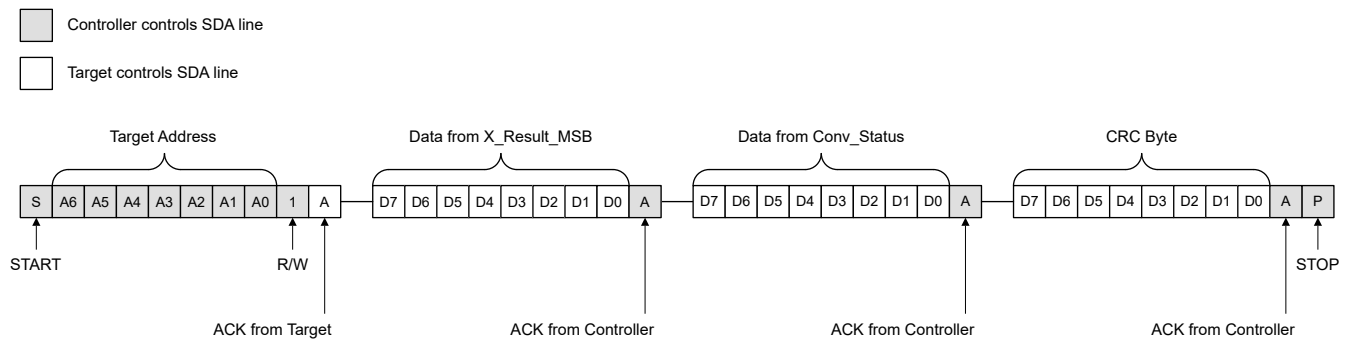 Controller controls SDA line
Target controls SDA line
Target Address
Data from X_Result_MSB
Data from Conv_Status
CRC Byte
S A6 A5 A4 A3 A2 A1 A0 1 A D7 D6 D5 D4 D3 D2 D1 D0 A D7 D6 D5 D4 D3 D2 D1 D0 A D7 D6 D5 D4 D3 D2 D1 D0 A P
START
R/W
STOP
ACK from Target
ACK from Controller
ACK from Controller
ACK from Controller